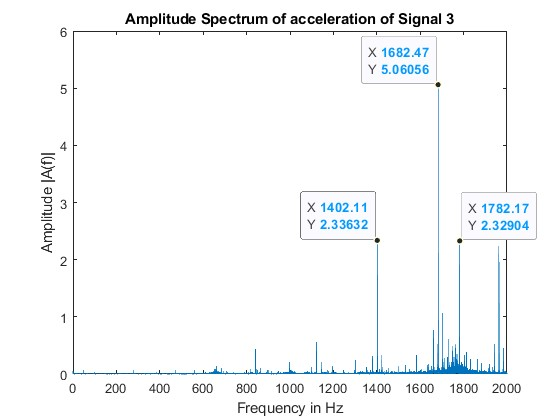 Amplitude Spectrum of acceleration of Signal 3
6
5
4
3
2
1
0
Amplitude |A(f)|
X 1682.47
Y 5.06056
X 1402.11
Y 2.33632
X 1782.17
Y 2.32904
0 200 400 600 800 1000 1200 1400 1600 1800 2000
Frequency in Hz